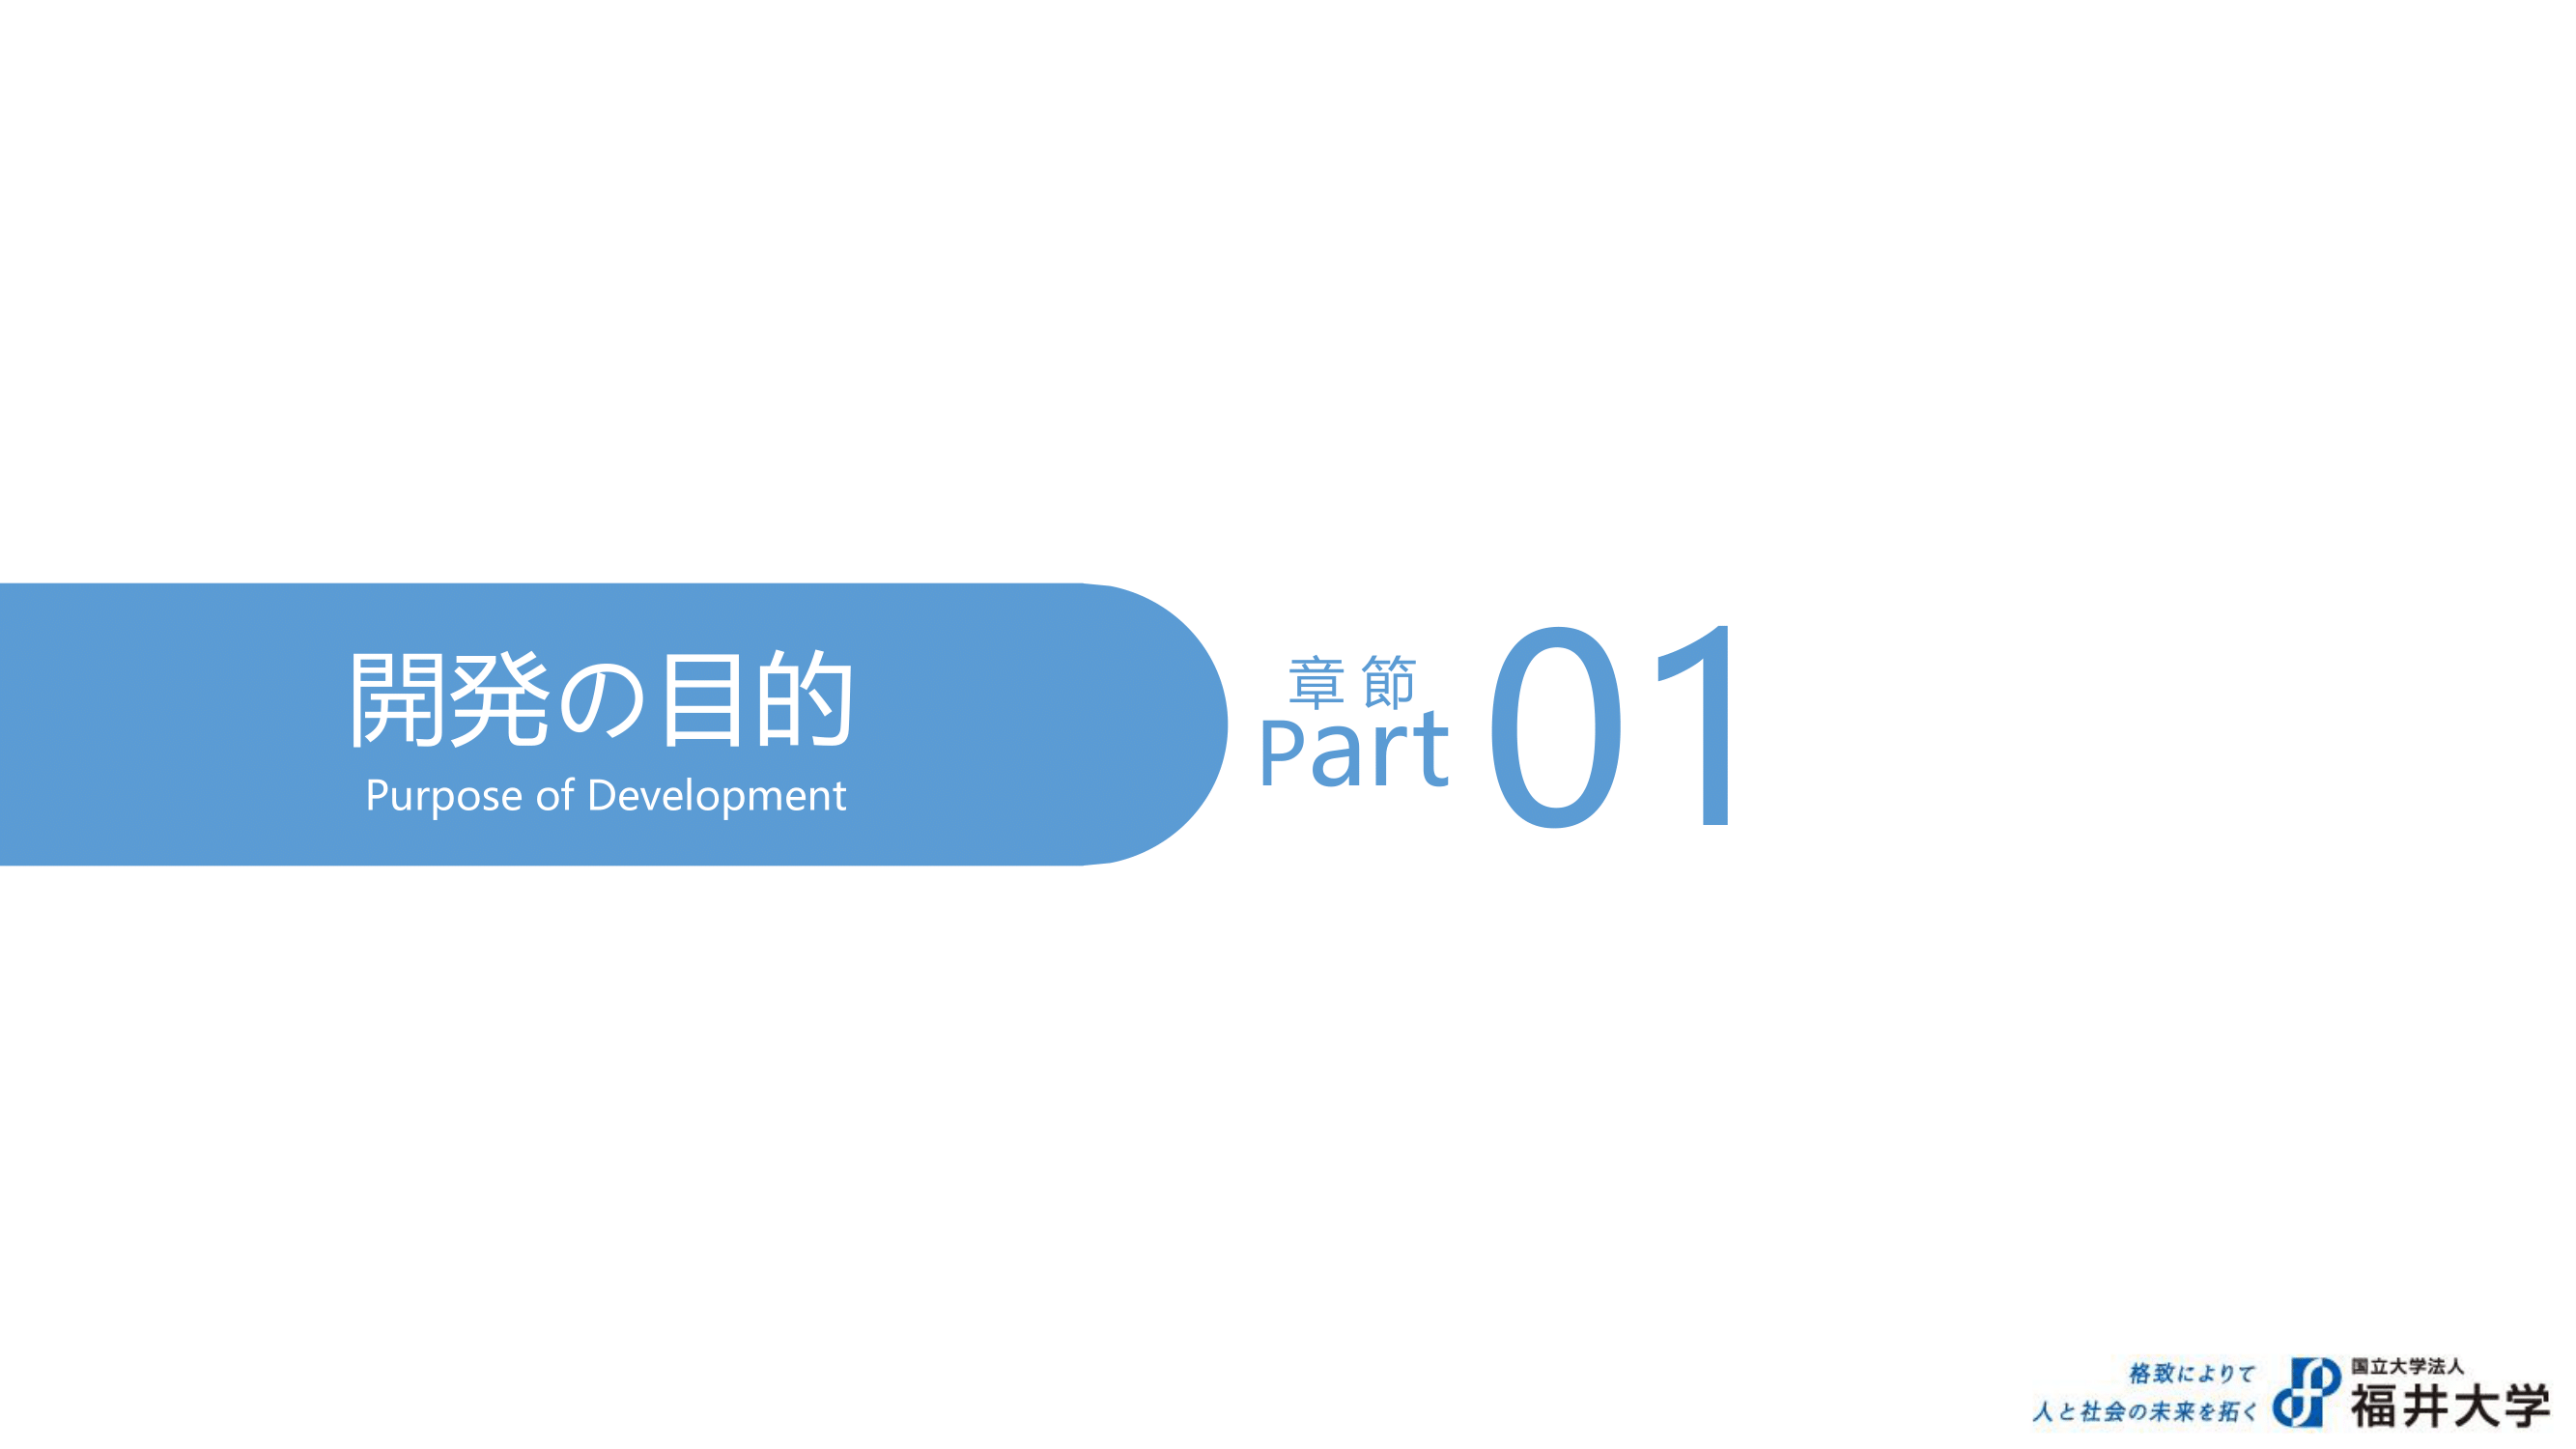 開発の目的
Purpose of Development
章節
Part
01
格致によりて
人と社会の未来を拓く
国立大学法人
福井大学